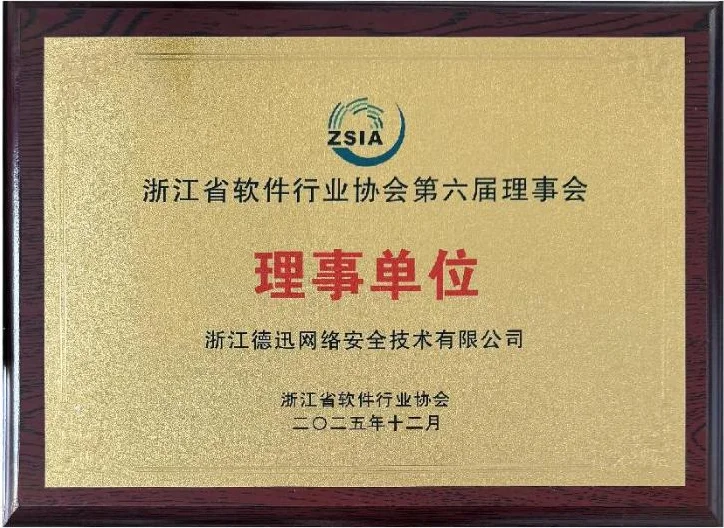 ZSIA
浙江省软件行业协会第六届理事会
理事单位
浙江德迅网络安全技术有限公司
浙江省软件行业协会
二〇二五年十二月